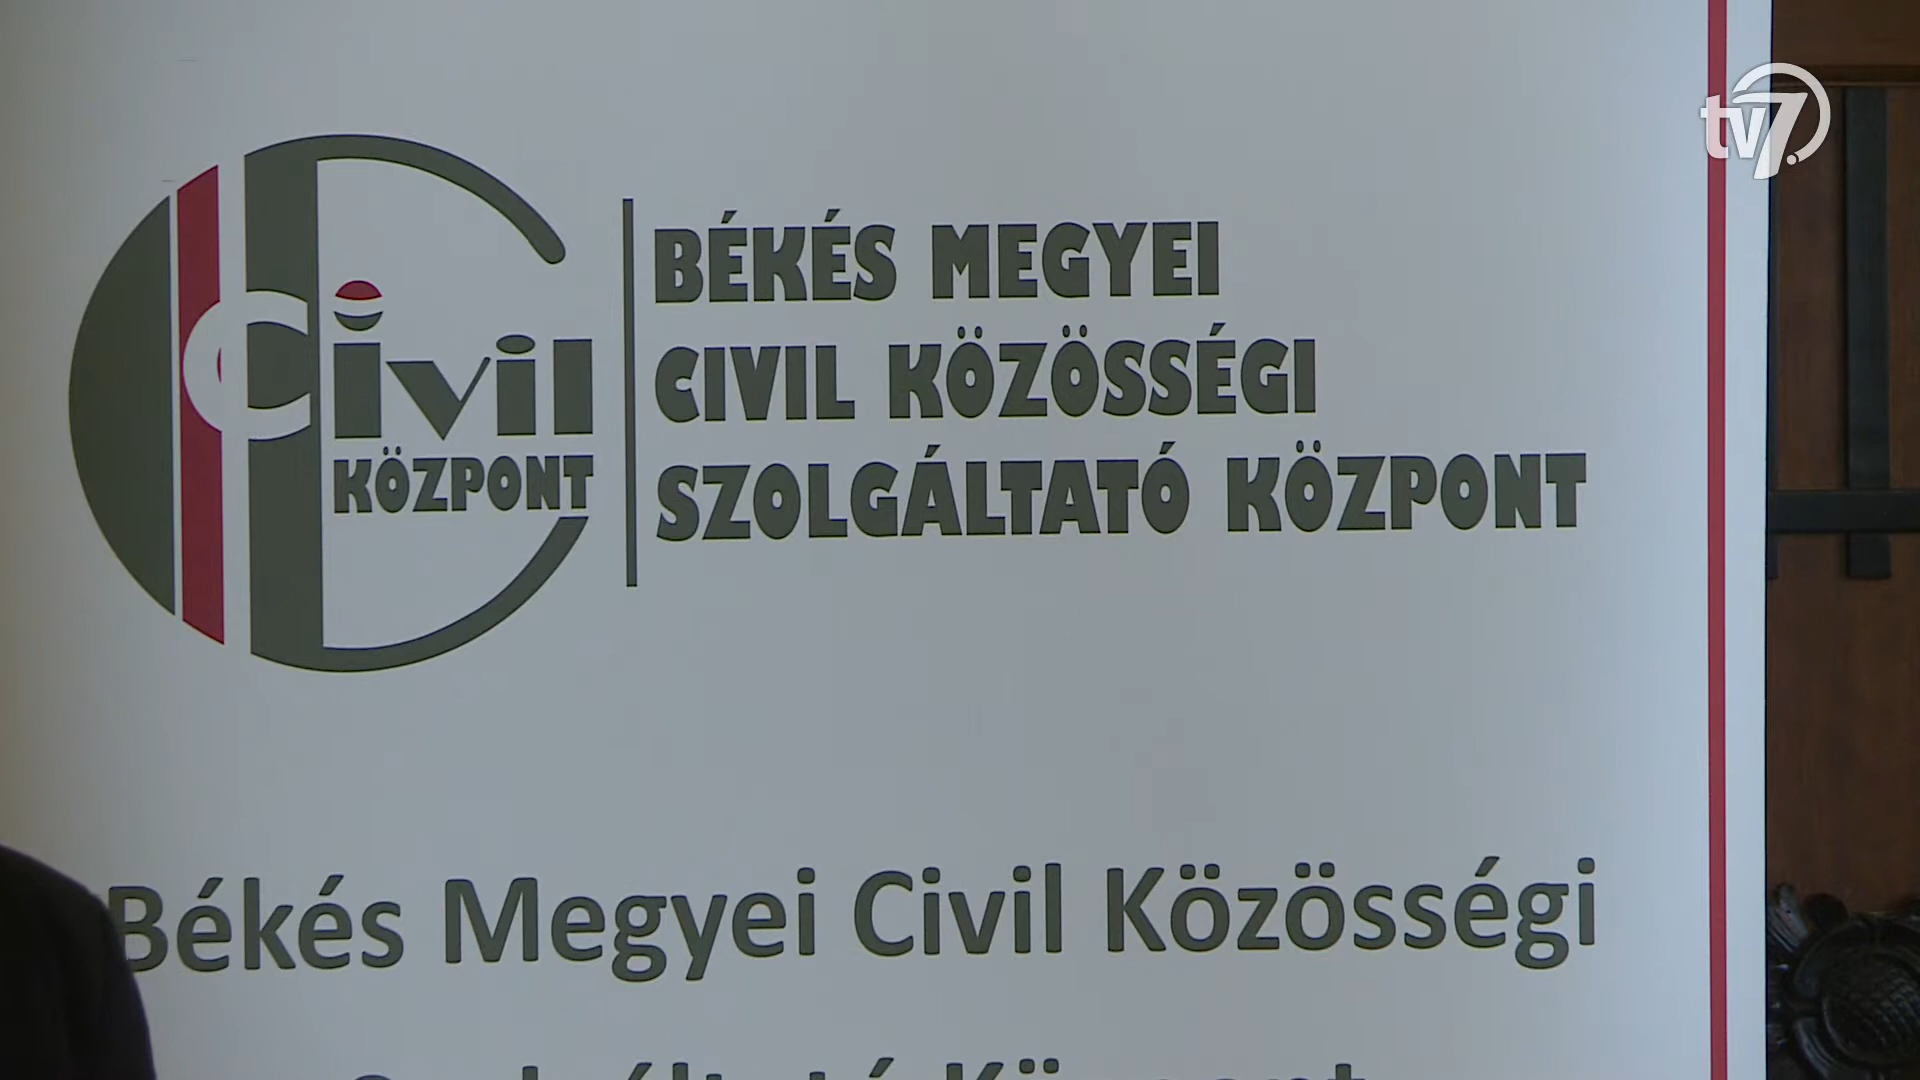 tv7.
Civil
KÖZPONT
BÉKÉS MEGYEI
CIVIL KÖZÖSSÉGI
SZOLGÁLTATÓ KÖZPONT
Békés Megyei Civil Közösségi